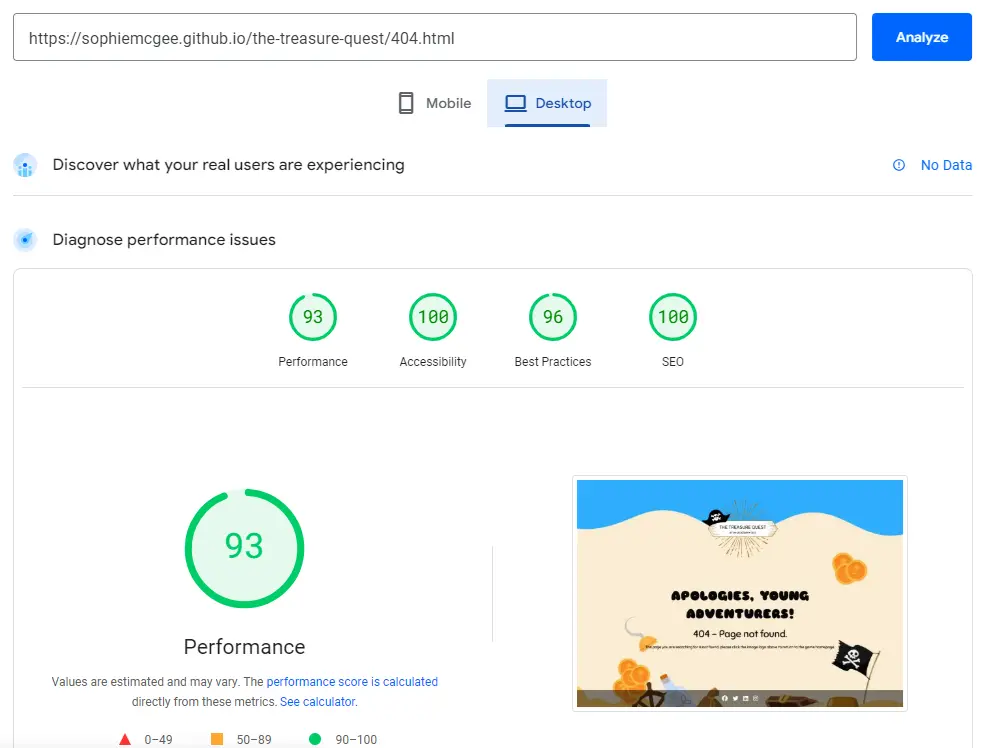 https://sophiemcgee.github.io/the-treasure-quest/404.html
Analyze
Mobile
Desktop
Discover what your real users are experiencing
No Data
Diagnose performance issues
93
100
96
100
Performance
Accessibility
Best Practices
SEO
93
Performance
Values are estimated and may vary. The performance score is calculated
directly from these metrics. See calculator.
0–49
50–89
90–100
THE TREASURE QUEST
APOLOGIES, YOUNG
ADVENTURERS!
404 – Page not found.